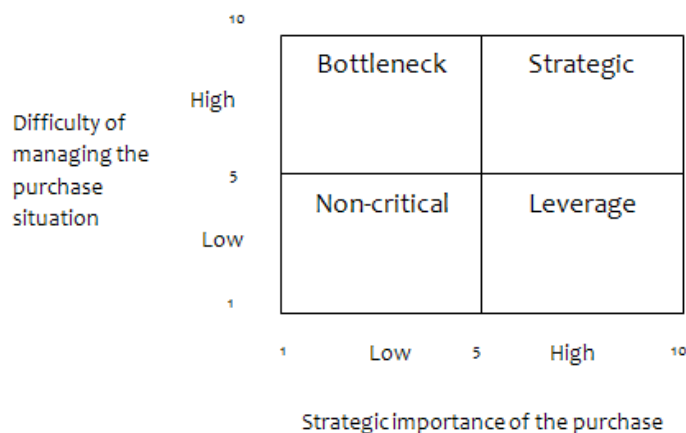 10
Bottleneck
Strategic
High
Difficulty of
managing the
purchase
situation
5
Non-critical
Leverage
Low
1
1
Low
5
High
10
Strategic importance of the purchase